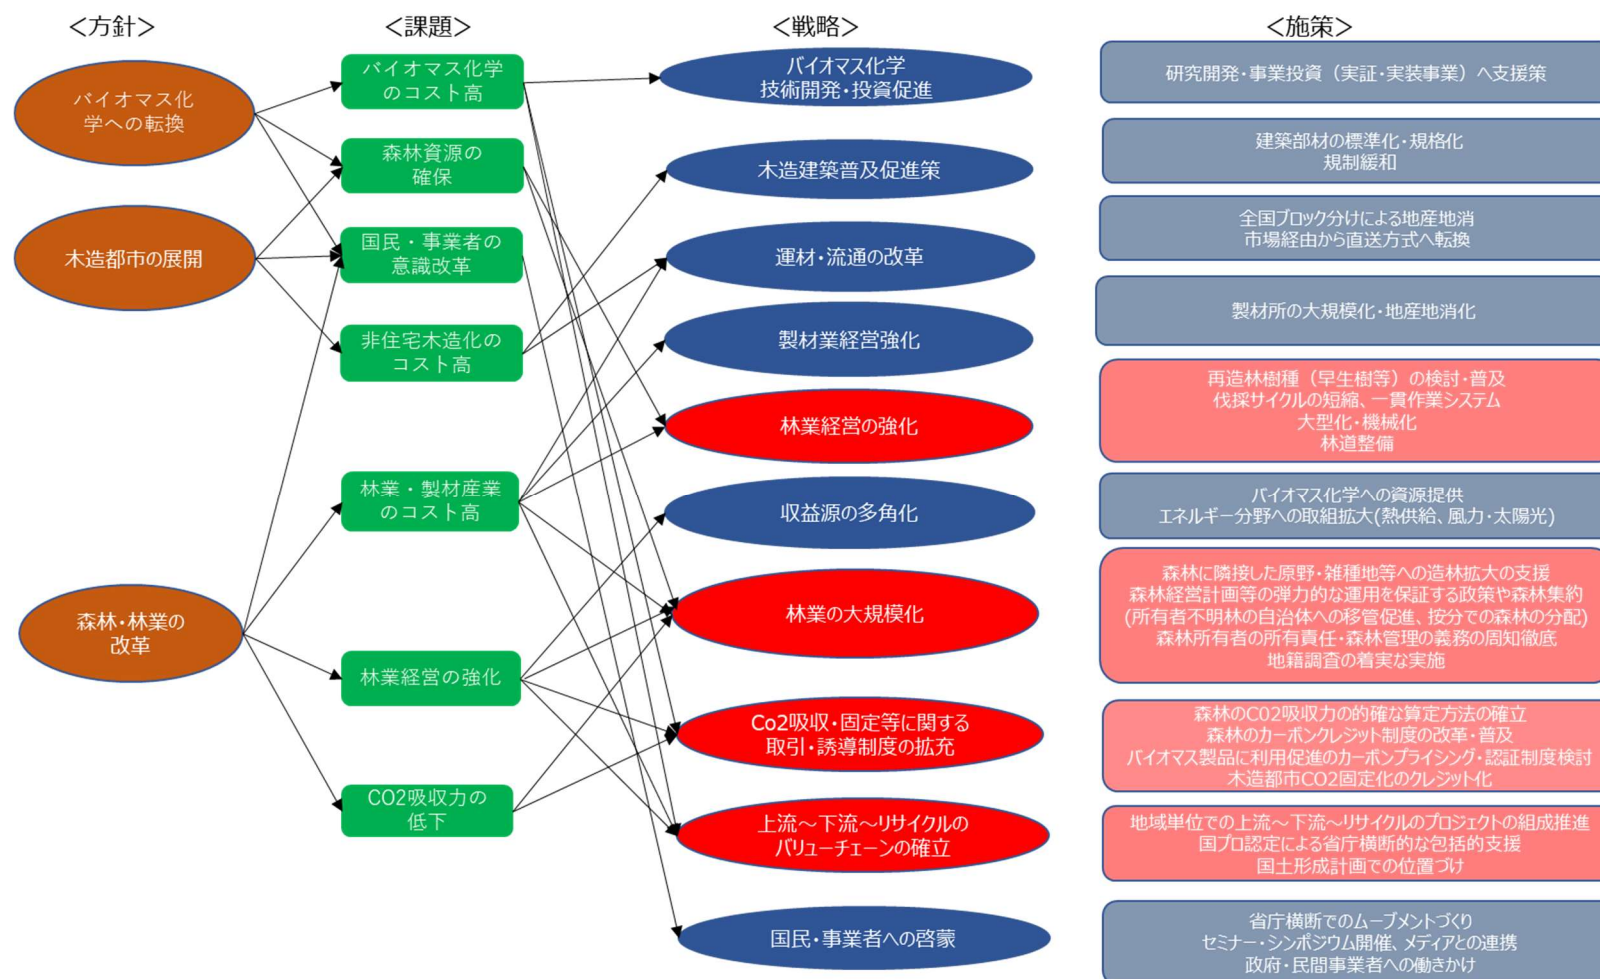 ＜方針＞
＜課題＞
＜戦略＞
＜施策＞
バイオマス化
学への転換
木造都市の展開
森林・林業の
改革
バイオマス化学
のコスト高
森林資源の
確保
国民・事業者の
意識改革
非住宅木造化の
コスト高
林業・製材産業
のコスト高
林業経営の強化
CO2吸収力の
低下
バイオマス化学
技術開発・投資促進
木造建築普及促進策
運材・流通の改革
製材業経営強化
林業経営の強化
収益源の多角化
林業の大規模化
Co2吸収・固定等に関する
取引・誘導制度の拡充
上流～下流～リサイクルの
バリューチェーンの確立
国民・事業者への啓蒙
研究開発・事業投資（実証・実装事業）へ支援策
建築部材の標準化・規格化
規制緩和
全国ブロック分けによる地産地消
市場経由から直送方式へ転換
製材所の大規模化・地産地消化
再造林樹種（早生樹等）の検討・普及
伐採サイクルの短縮、一貫作業システム
大型化・機械化
林道整備
バイオマス化学への資源提供
エネルギー分野への取組拡大(熱供給、風力・太陽光)
森林に隣接した原野・雑種地等への造林拡大の支援
森林経営計画等の弾力的な運用を保証する政策や森林集約
(所有者不明林の自治体への移管促進、按分での森林の分配)
森林所有者の所有責任・森林管理の義務の周知徹底
地籍調査の着実な実施
森林のCO2吸収力の的確な算定方法の確立
森林のカーボンクレジット制度の改革・普及
バイオマス製品に利用促進のカーボンプライシング・認証制度検討
木造都市CO2固定化のクレジット化
地域単位での上流～下流～リサイクルのプロジェクトの組成推進
国プロ認定による省庁横断的な包括的支援
国土形成計画での位置づけ
省庁横断でのムーブメントづくり
セミナー・シンポジウム開催、メディアとの連携
政府・民間事業者への働きかけ